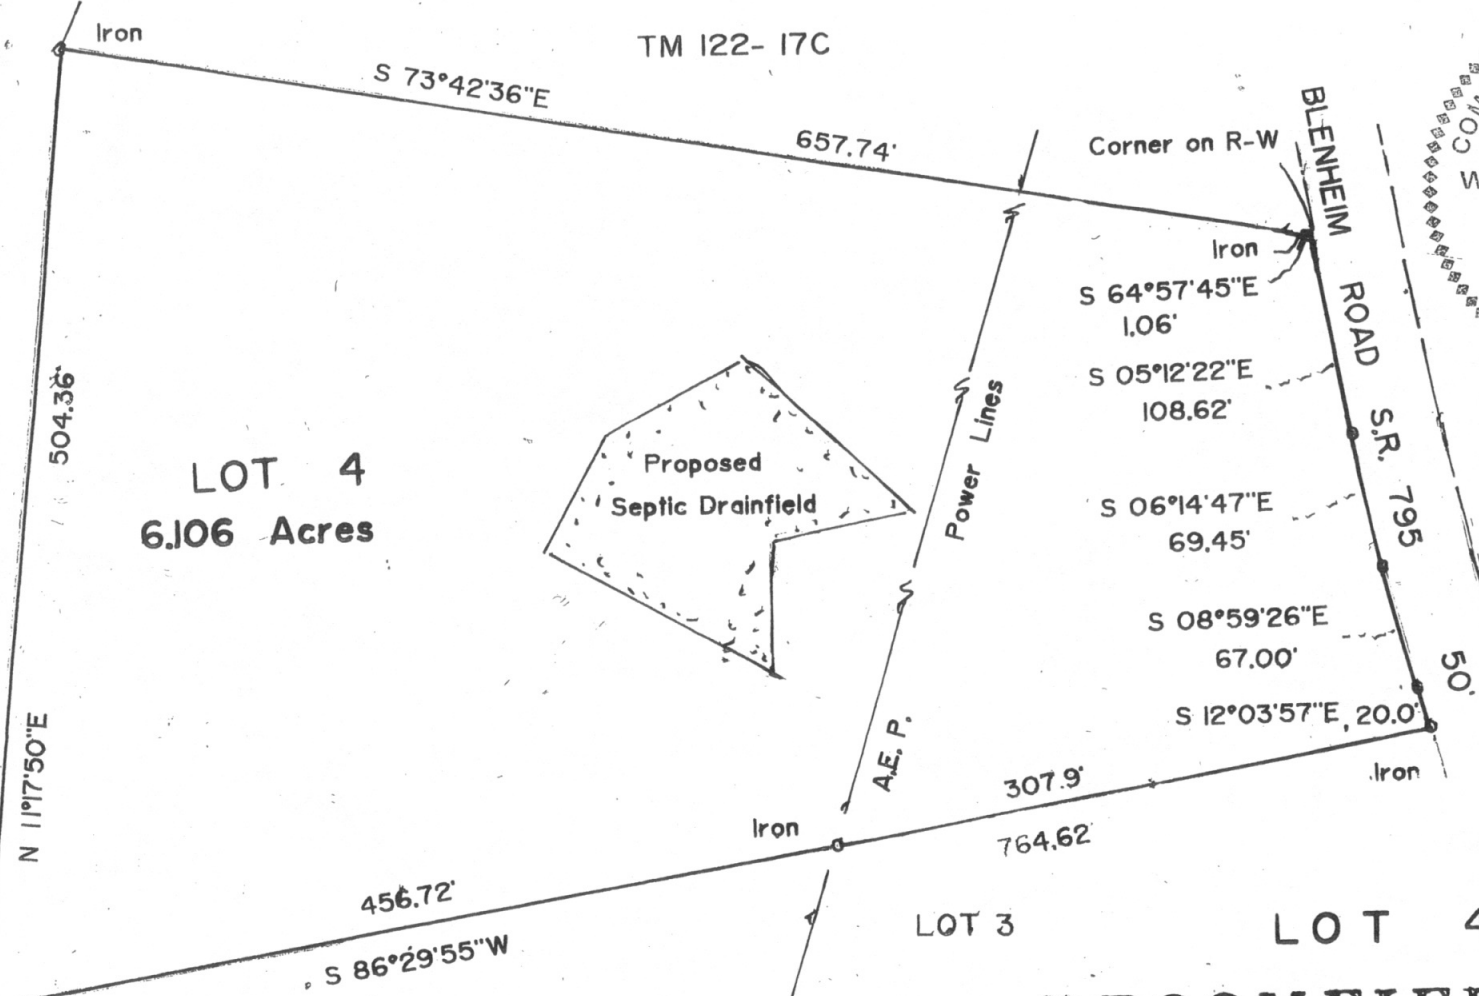 Iron
TM 122- 17C
S 73°42'36"E
657.74'
Corner on R-W
BLENHEIM ROAD S.R. 795
Iron
S 64°57'45"E
1.06'
S 05°12'22"E
108.62'
504.36'
Power Lines
LOT 4
6.106 Acres
Proposed
Septic Drainfield
S 06°14'47"E
69.45'
S 08°59'26"E
67.00'
50'
S 12°03'57"E, 20.0'
N 11°17'50"E
A.E.P.
307.9'
Iron
Iron
764.62'
456.72'
S 86°29'55"W
LOT 3
LOT